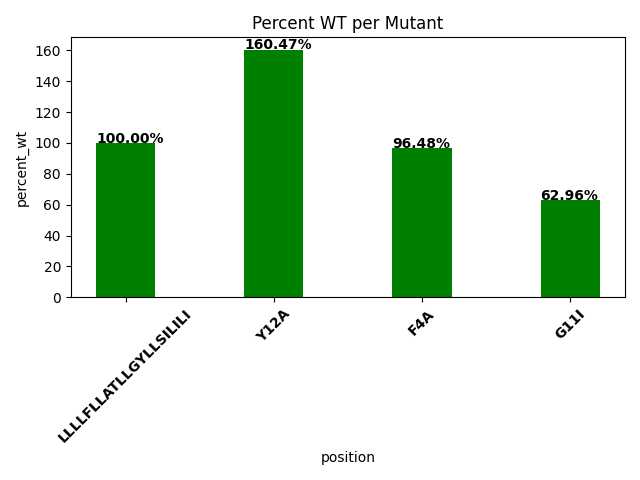 Percent WT per Mutant
percent_wt
160
140
120
100
80
60
40
20
0
100.00%
160.47%
96.48%
62.96%
LLLLFLLATLLGYLLSILILI
Y12A
F4A
G11I
position